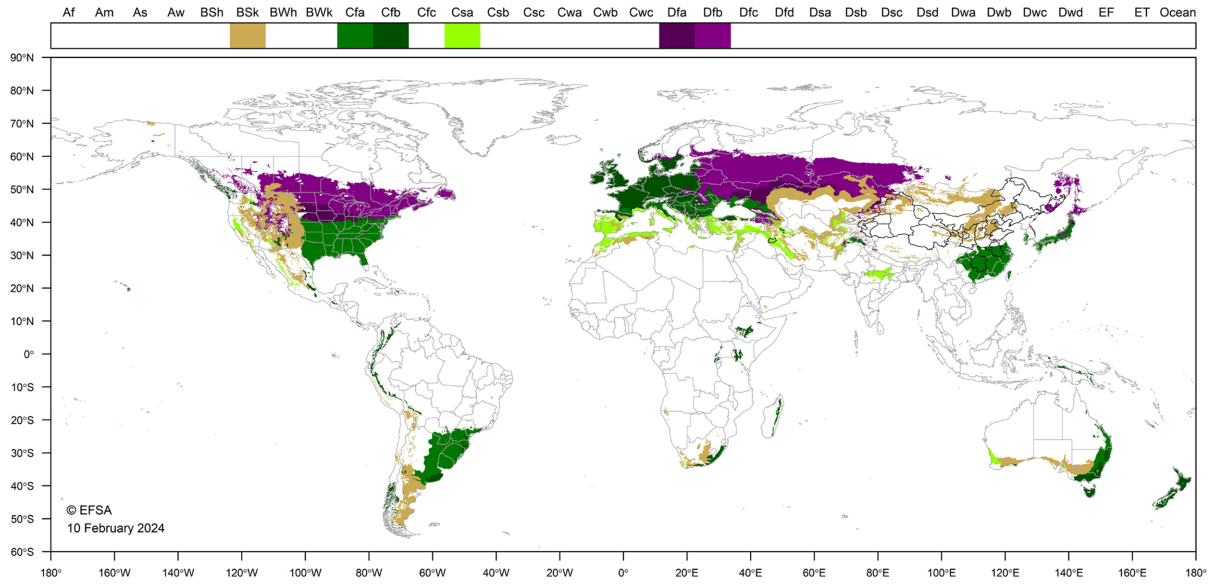 Af Am As Aw BSh BSk BWh BWk Cfa Cfb Cfc Csa Csb Csc Cwa Cwb Cwc Dfa Dfb Dfc Dfd Dsa Dsb Dsc Dsd Dwa Dwb Dwc Dwd EF ET Ocean
90°N
80°N
70°N
60°N
50°N
40°N
30°N
20°N
10°N
0°
10°S
20°S
30°S
40°S
50°S
60°S
© EFSA
10 February 2024
180° 160°W 140°W 120°W 100°W 80°W 60°W 40°W 20°W 0° 20°E 40°E 60°E 80°E 100°E 120°E 140°E 160°E 180°